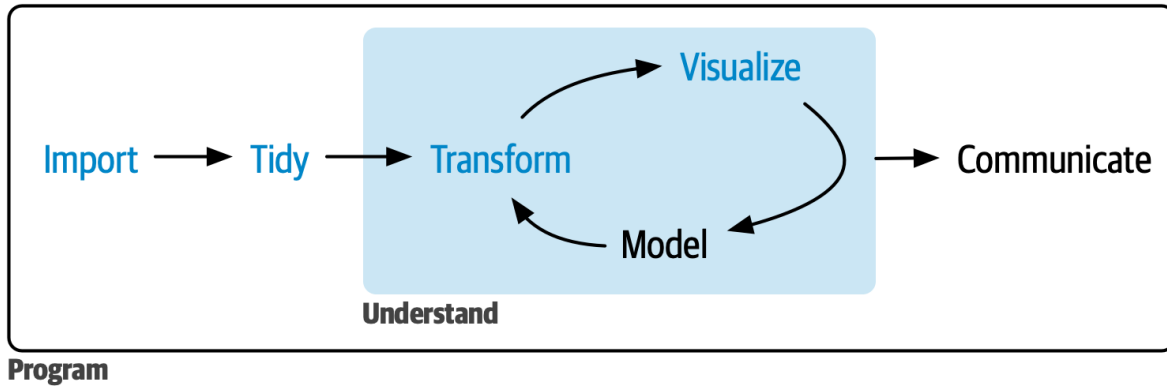 Visualize
Import
Tidy
Transform
Communicate
Model
Understand
Program